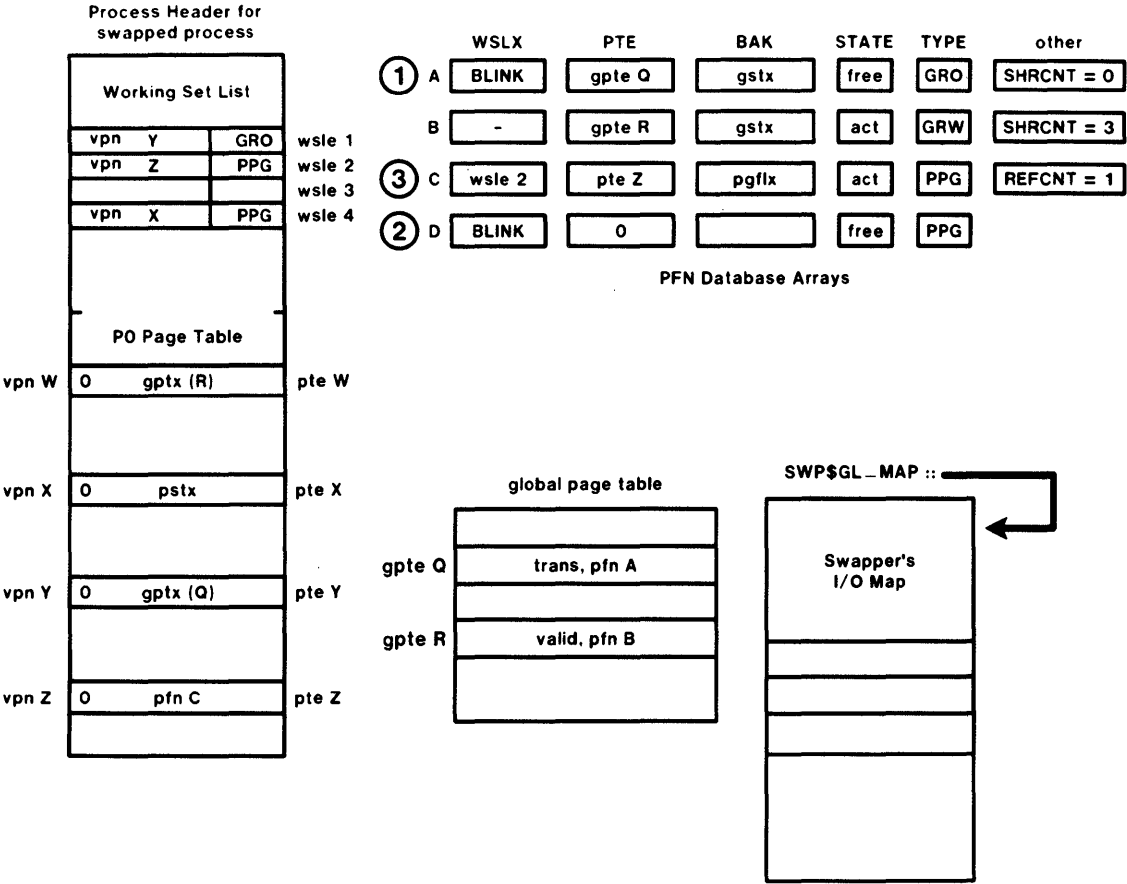 Process Header for
swapped process
Working Set List
vpn Y GRO wsle 1
vpn Z PPG wsle 2
wsle 3
vpn X PPG wsle 4
P0 Page Table
vpn W 0 gptx (R) pte W
vpn X 0 pstx pte X
vpn Y 0 gptx (Q) pte Y
vpn Z 0 pfn C pte Z
WSLX PTE BAK STATE TYPE other
1 A BLINK gpte Q gstx free GRO SHRCNT = 0
B - gpte R gstx act GRW SHRCNT = 3
3 C wsle 2 pte Z pgflx act PPG REFCNT = 1
2 D BLINK 0 free PPG
PFN Database Arrays
global page table
gpte Q trans, pfn A
gpte R valid, pfn B
SWP$GL_MAP ::
Swapper's
I/O Map